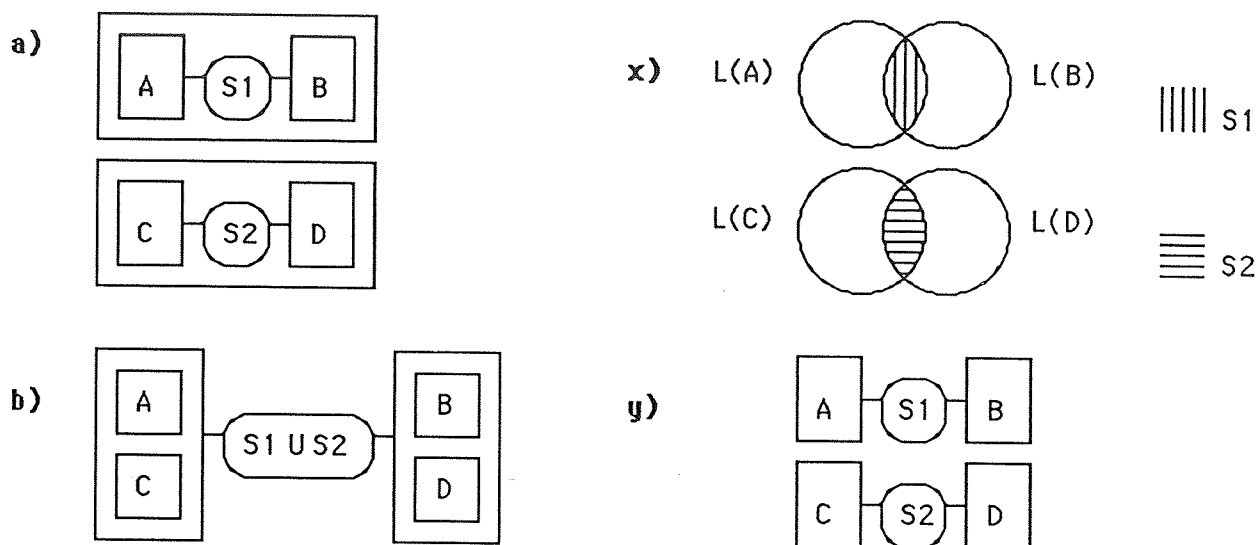 a)
A S1 B
C S2 D
x)
L(A) L(B)
S1
L(C) L(D)
S2
b)
A B
S1 U S2
C D
y)
A S1 B
C S2 D